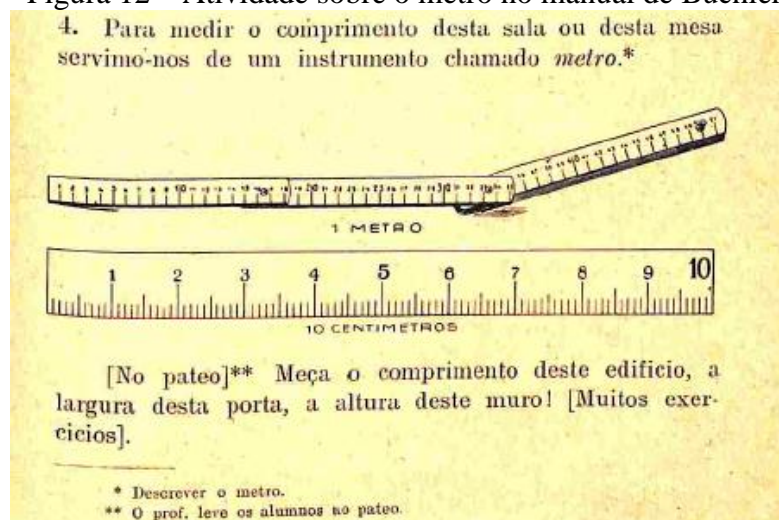 Figura 12 – Atividade sobre o metro no manual de
4. Para medir o comprimento desta sala ou desta mesa
servimo-nos de um instrumento chamado metro.*
1 METRO
1 2 3 4 5 6 7 8 9 10
10 CENTIMETROS
[No pateo]** Meça o comprimento deste edificio, a
largura desta porta, a altura deste muro! [Muitos exer-
cicios].
* Descrever o metro.
** O prof. leve os alumnos ao pateo.